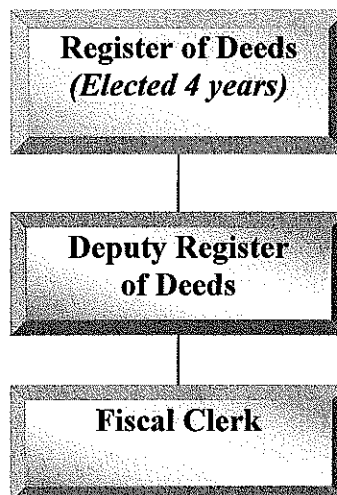 Register of Deeds
(Elected 4 years)
Deputy Register
of Deeds
Fiscal Clerk